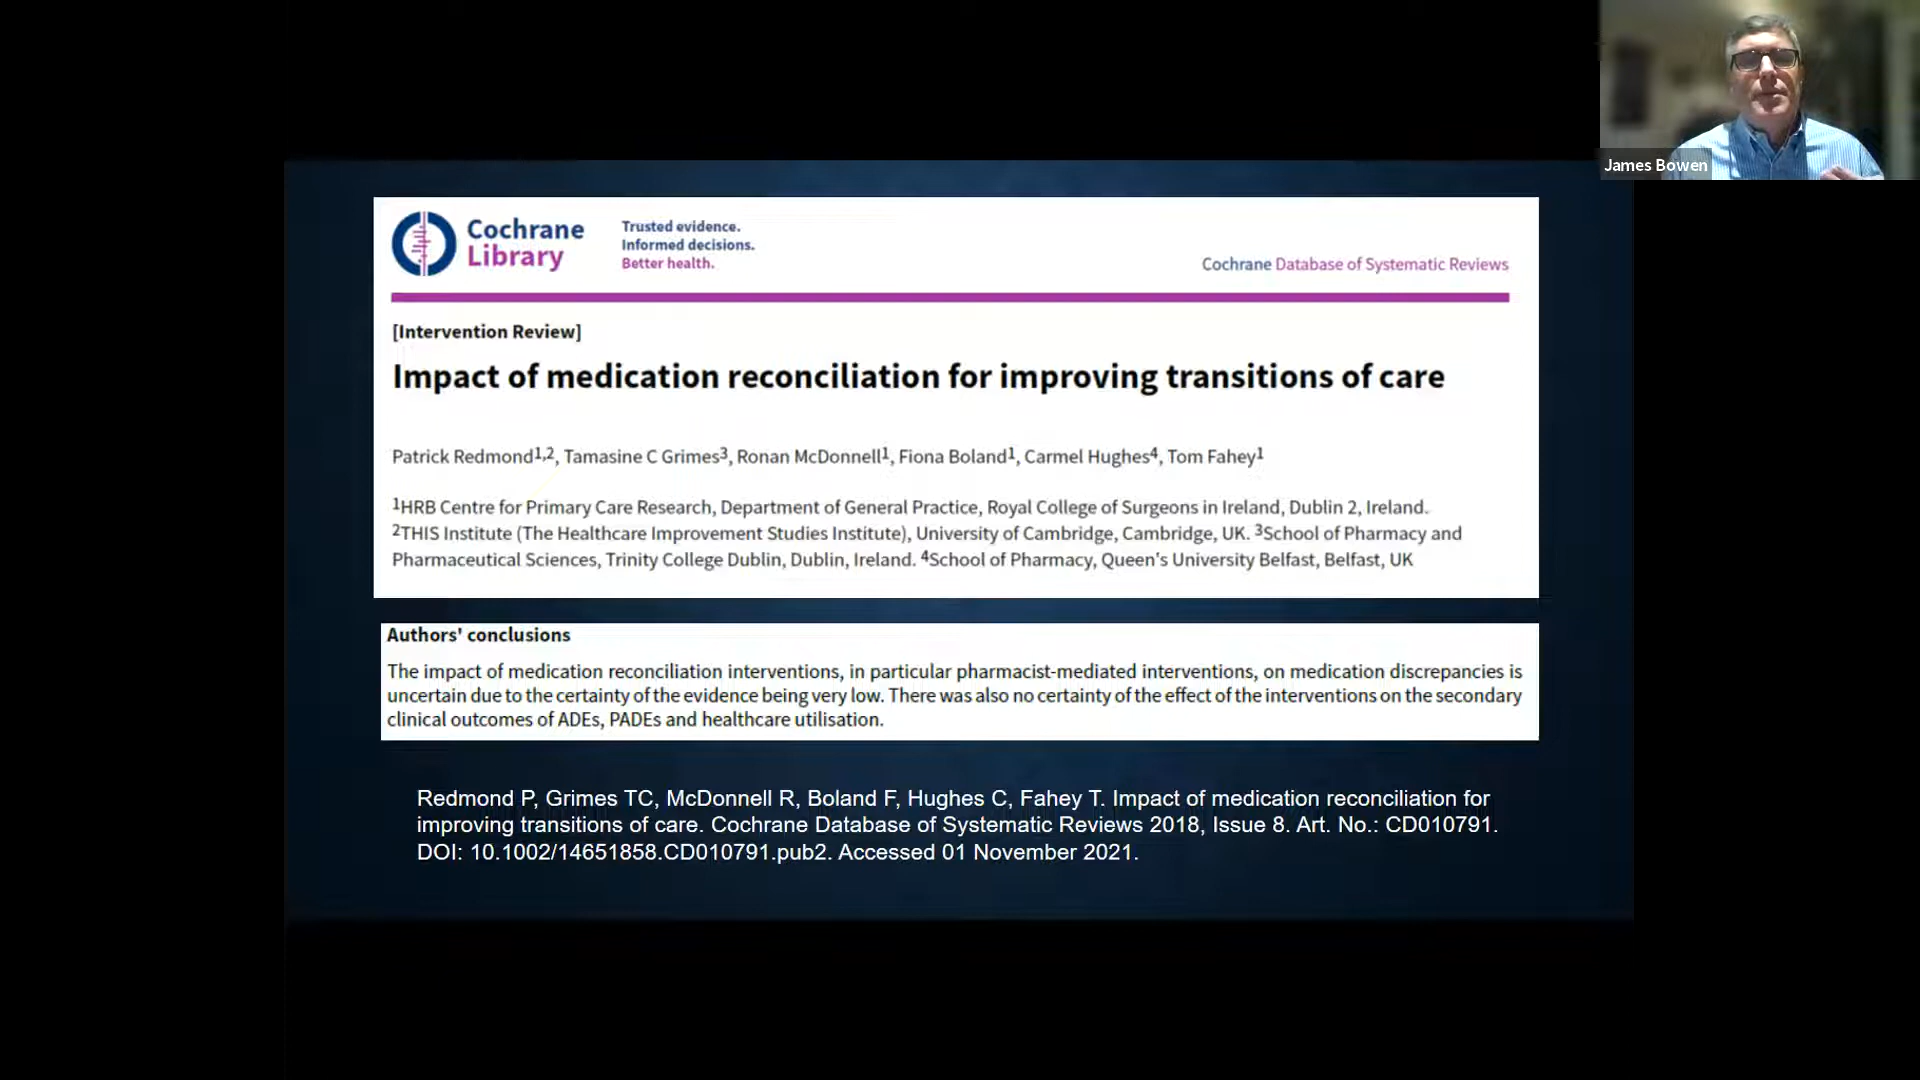 James Bowen
Cochrane
Library
Trusted evidence.
Informed decisions.
Better health.
Cochrane Database of Systematic Reviews
[Intervention Review]
Impact of medication reconciliation for improving transitions of care
Patrick Redmond1,2, Tamasine C Grimes3, Ronan McDonnell1, Fiona Boland1, Carmel Hughes4, Tom Fahey1
1HRB Centre for Primary Care Research, Department of General Practice, Royal College of Surgeons in Ireland, Dublin 2, Ireland.
2THIS Institute (The Healthcare Improvement Studies Institute), University of Cambridge, Cambridge, UK. 3School of Pharmacy and
Pharmaceutical Sciences, Trinity College Dublin, Dublin, Ireland. 4School of Pharmacy, Queen's University Belfast, Belfast, UK
Authors' conclusions
The impact of medication reconciliation interventions, in particular pharmacist-mediated interventions, on medication discrepancies is
uncertain due to the certainty of the evidence being very low. There was also no certainty of the effect of the interventions on the secondary
clinical outcomes of ADEs, PADEs and healthcare utilisation.
Redmond P, Grimes TC, McDonnell R, Boland F, Hughes C, Fahey T. Impact of medication reconciliation for
improving transitions of care. Cochrane Database of Systematic Reviews 2018, Issue 8. Art. No.: CD010791.
DOI: 10.1002/14651858.CD010791.pub2. Accessed 01 November 2021.